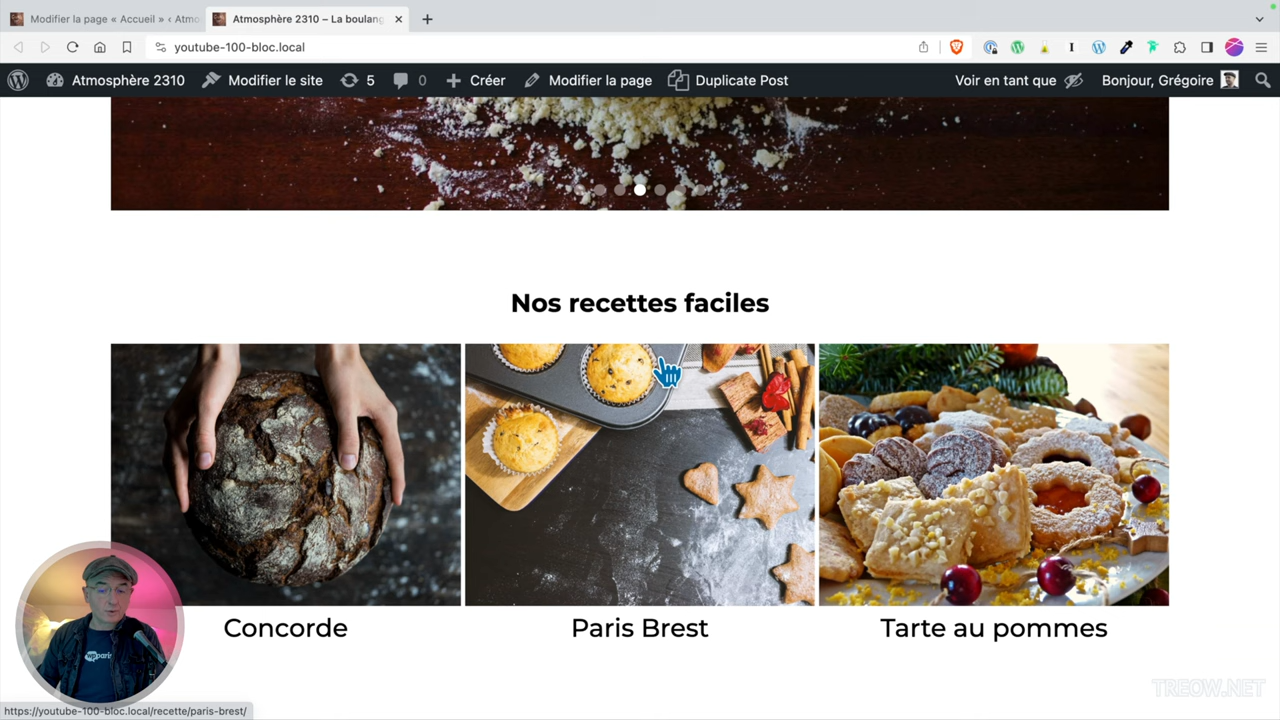 Modifier la page « Accueil » ‹ Atmo
Atmosphère 2310 – La boulang
youtube-100-bloc.local
Atmosphère 2310
Modifier le site
5
0
Créer
Modifier la page
Duplicate Post
Voir en tant que
Bonjour, Grégoire
Nos recettes faciles
Concorde
Paris Brest
Tarte au pommes
wpparis
TREOW.NET
https://youtube-100-bloc.local/recette/paris-brest/